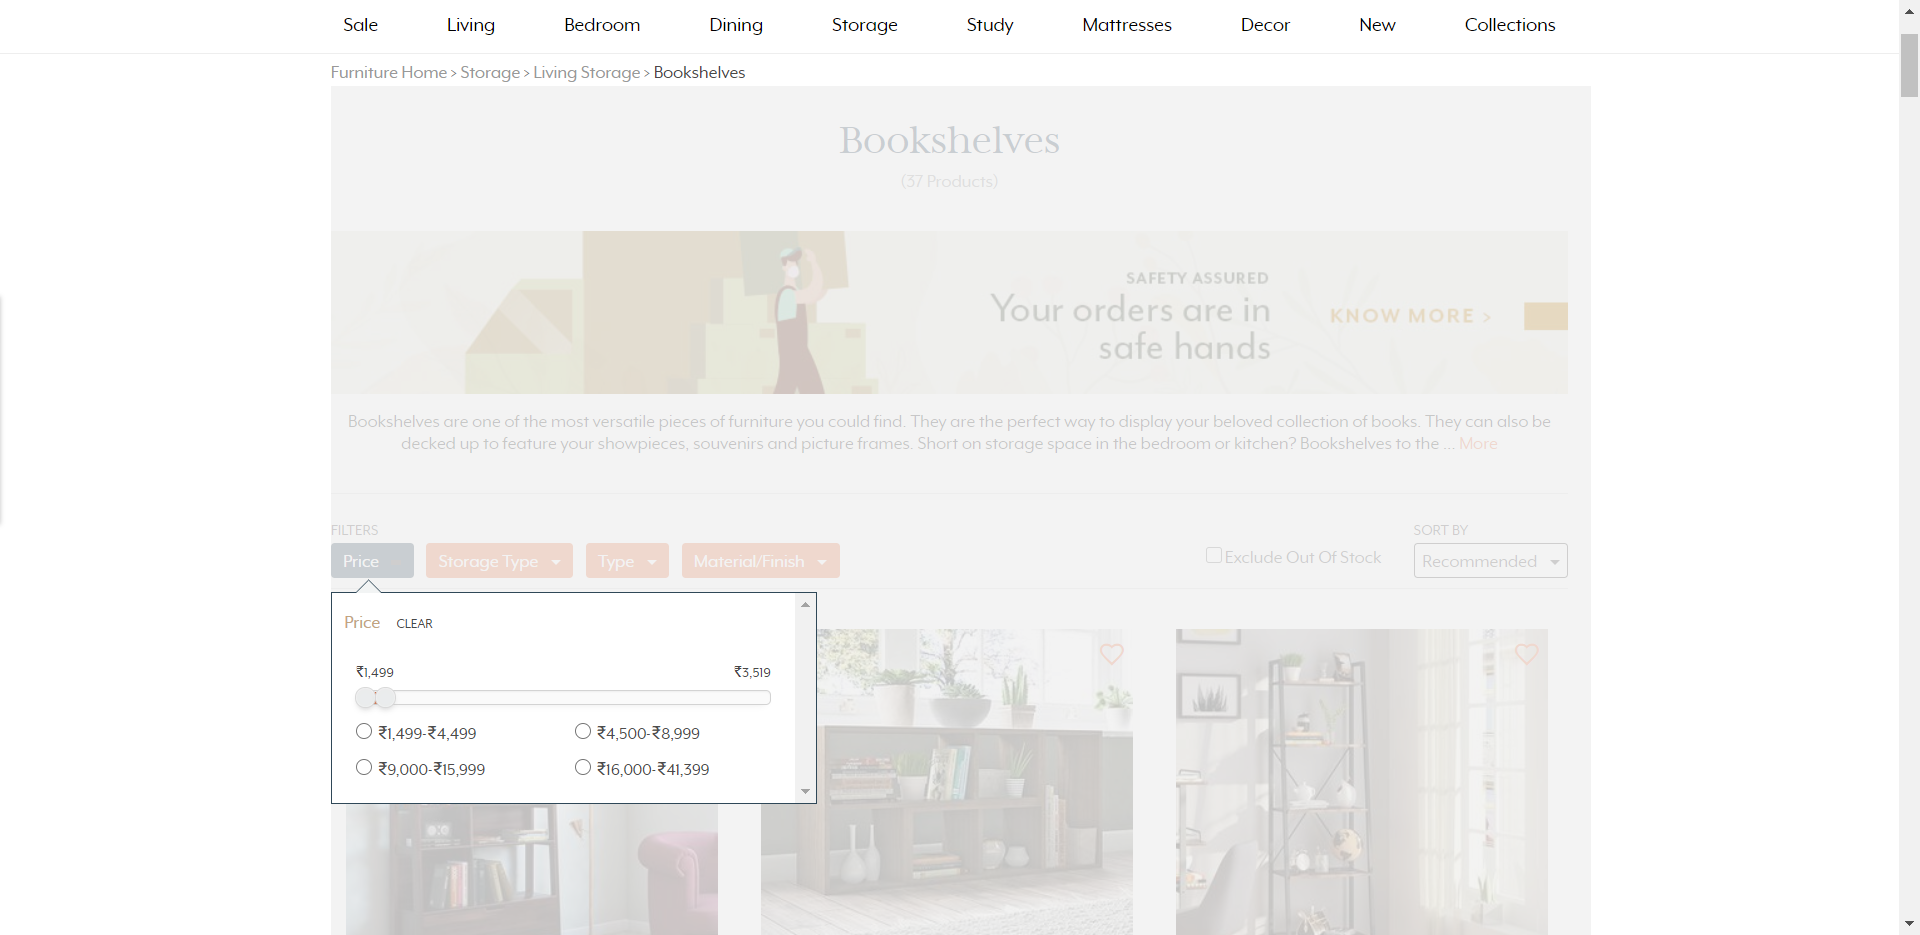 Sale Living Bedroom Dining Storage Study Mattresses Decor New Collections
Furniture Home > Storage > Living Storage > Bookshelves
Bookshelves
(37 Products)
SAFETY ASSURED
Your orders are in
safe hands
KNOW MORE >
Bookshelves are one of the most versatile pieces of furniture you could find. They are the perfect way to display your beloved collection of books. They can also be
decked up to feature your showpieces, souvenirs and picture frames. Short on storage space in the bedroom or kitchen? Bookshelves to the ... More
FILTERS
SORT BY
Price Storage Type Type Material/Finish Exclude Out Of Stock Recommended
Price CLEAR
₹1,499 ₹3,519
₹1,499-₹4,499 ₹4,500-₹8,999
₹9,000-₹15,999 ₹16,000-₹41,399